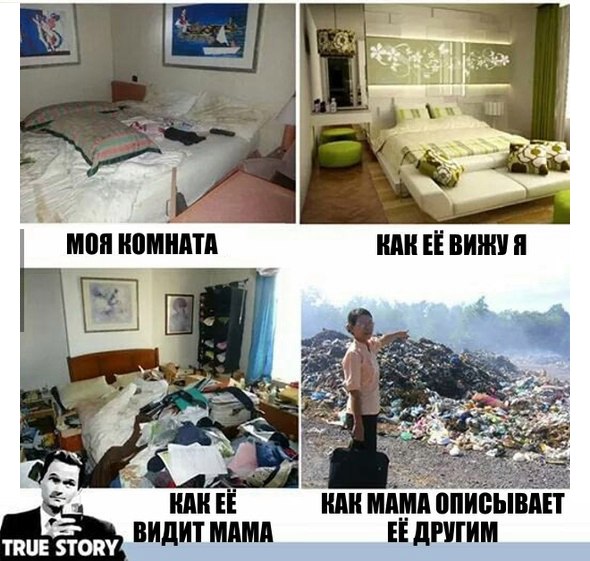 МОЯ КОМНАТА
КАК ЕЁ ВИЖУ Я
КАК ЕЁ
ВИДИТ МАМА
КАК МАМА ОПИСЫВАЕТ
ЕЁ ДРУГИМ
TRUE STORY